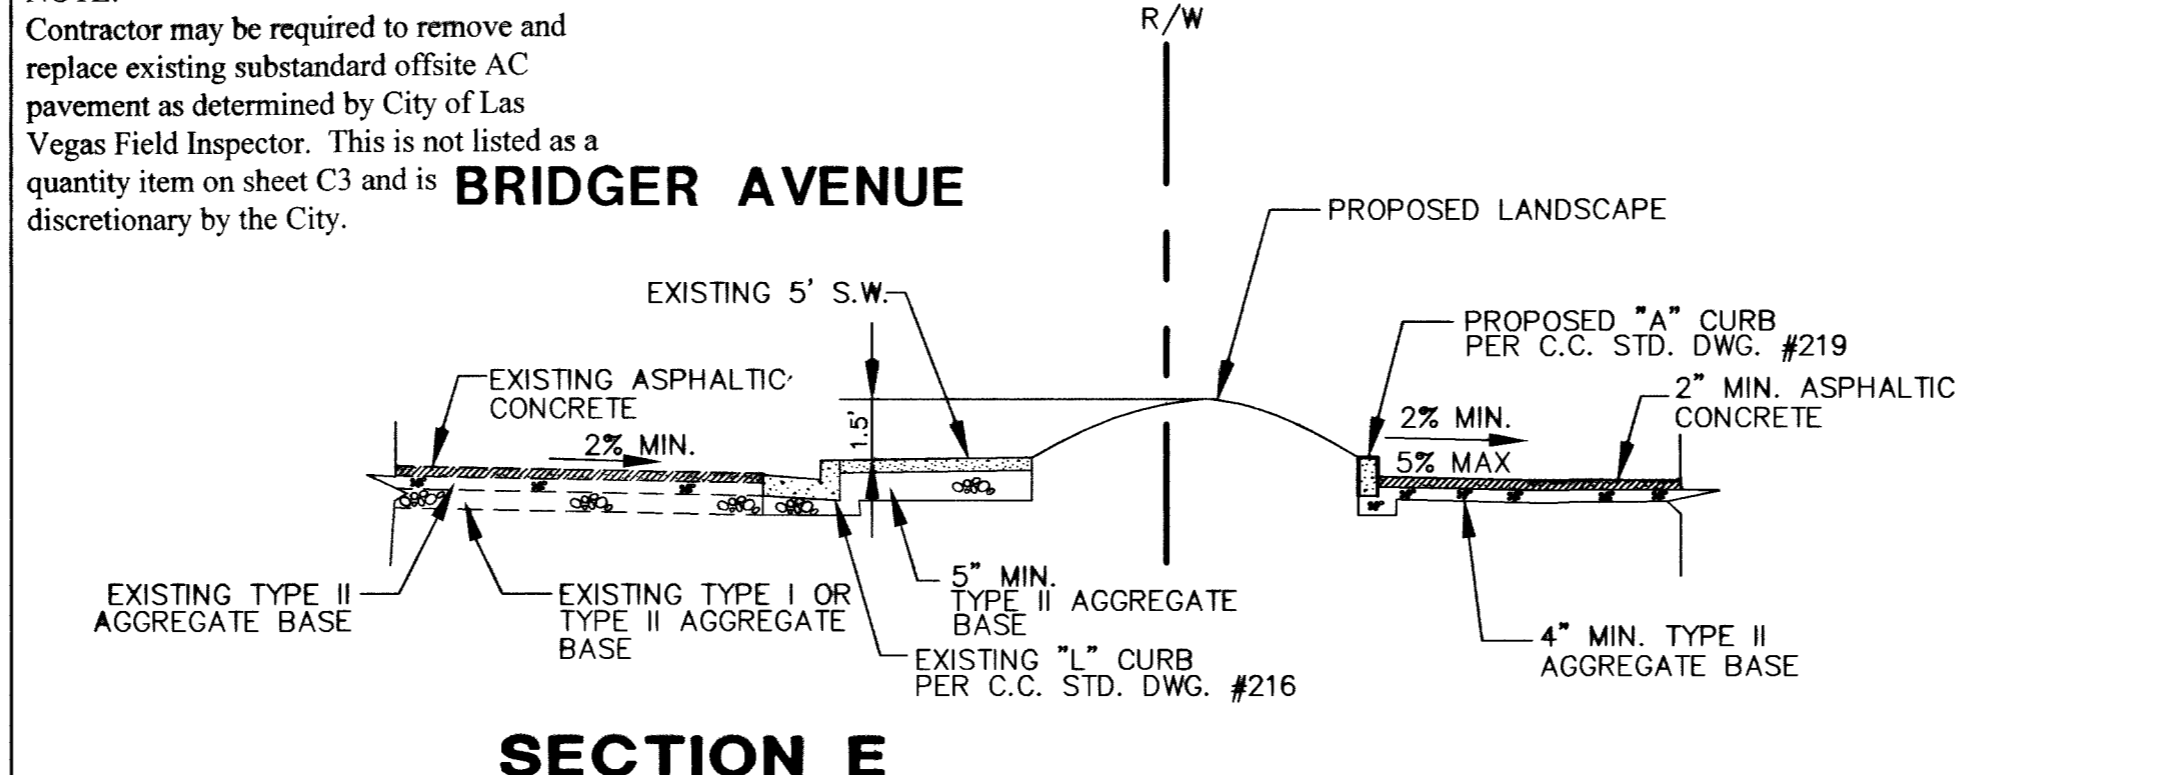 NOTE:
Contractor may be required to remove and
replace existing substandard offsite AC
pavement as determined by City of Las
Vegas Field Inspector. This is not listed as a
quantity item on sheet C3 and is
discretionary by the City.
BRIDGER AVENUE
R/W
PROPOSED LANDSCAPE
EXISTING 5' S.W.
PROPOSED "A" CURB
PER C.C. STD. DWG. #219
EXISTING ASPHALTIC
CONCRETE
2" MIN. ASPHALTIC
CONCRETE
1.5'
2% MIN.
2% MIN.
5% MAX
EXISTING TYPE II
AGGREGATE BASE
EXISTING TYPE I OR
TYPE II AGGREGATE
BASE
5" MIN.
TYPE II AGGREGATE
BASE
EXISTING "L" CURB
PER C.C. STD. DWG. #216
4" MIN. TYPE II
AGGREGATE BASE
SECTION E